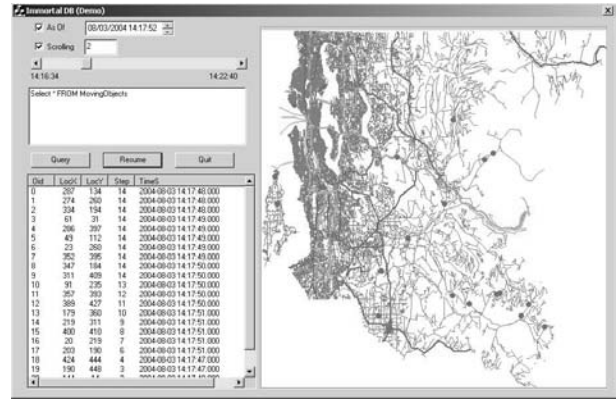 Immortal DB (Demo)
As Of 08/03/2004 14:17:52
Scrolling 2
14:16:34 14:22:40
Select * FROM MovingObjects
Query Resume Quit
Oid LocX LocY Step TimeS
0 287 134 14 2004-08-03 14:17:48.000
1 274 260 14 2004-08-03 14:17:48.000
2 334 194 14 2004-08-03 14:17:48.000
3 61 31 14 2004-08-03 14:17:49.000
4 206 397 14 2004-08-03 14:17:49.000
5 49 112 14 2004-08-03 14:17:49.000
6 23 260 14 2004-08-03 14:17:49.000
7 352 395 14 2004-08-03 14:17:49.000
8 347 184 14 2004-08-03 14:17:50.000
9 311 409 14 2004-08-03 14:17:50.000
10 91 235 13 2004-08-03 14:17:50.000
11 357 393 12 2004-08-03 14:17:50.000
12 389 427 11 2004-08-03 14:17:50.000
13 179 360 10 2004-08-03 14:17:51.000
14 219 311 9 2004-08-03 14:17:51.000
15 400 410 8 2004-08-03 14:17:51.000
16 20 219 7 2004-08-03 14:17:51.000
17 203 190 6 2004-08-03 14:17:51.000
18 424 444 4 2004-08-03 14:17:47.000
19 190 448 3 2004-08-03 14:17:47.000